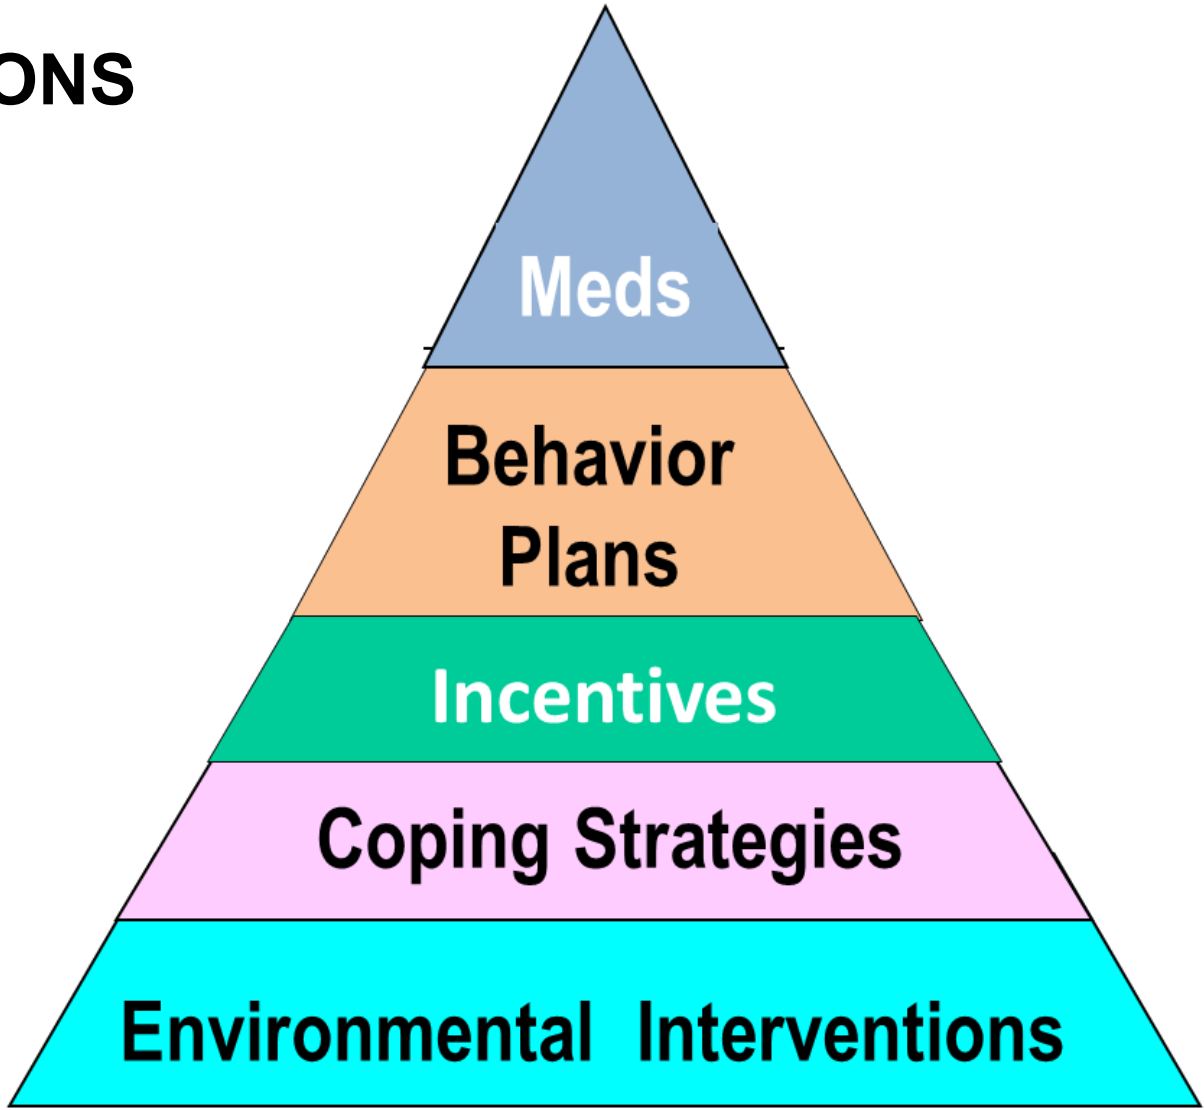 ONS
Meds
Behavior
Plans
Incentives
Coping Strategies
Environmental Interventions